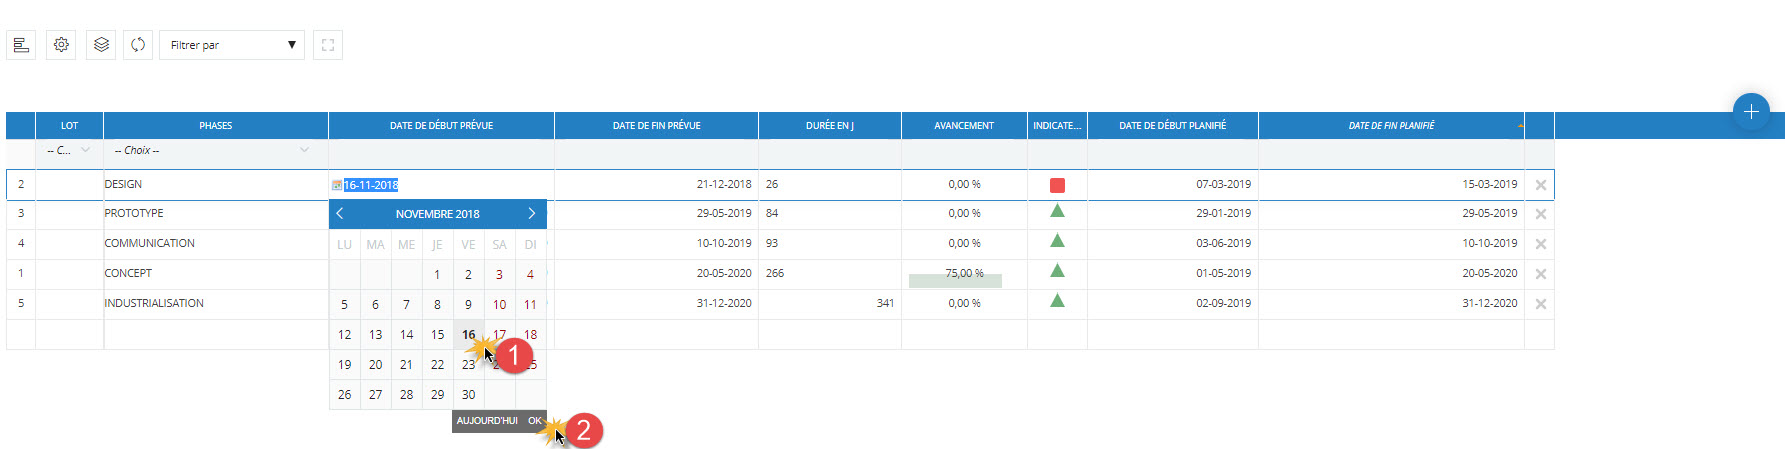 Filtrer par
LOT PHASES DATE DE DÉBUT PRÉVUE DATE DE FIN PRÉVUE DURÉE EN J AVANCEMENT INDICATE... DATE DE DÉBUT PLANIFIÉ DATE DE FIN PLANIFIÉ
-- C... -- Choix --
2 DESIGN 16-11-2018 21-12-2018 26 0,00 % 07-03-2019 15-03-2019
3 PROTOTYPE 29-05-2019 84 0,00 % 29-01-2019 29-05-2019
4 COMMUNICATION 10-10-2019 93 0,00 % 03-06-2019 10-10-2019
1 CONCEPT 20-05-2020 266 75,00 % 01-05-2019 20-05-2020
5 INDUSTRIALISATION 31-12-2020 341 0,00 % 02-09-2019 31-12-2020
NOVEMBRE 2018
LU MA ME JE VE SA DI
1 2 3 4
5 6 7 8 9 10 11
12 13 14 15 16 17 18
19 20 21 22 23
26 27 28 29 30
AUJOURD'HUI OK
1
2